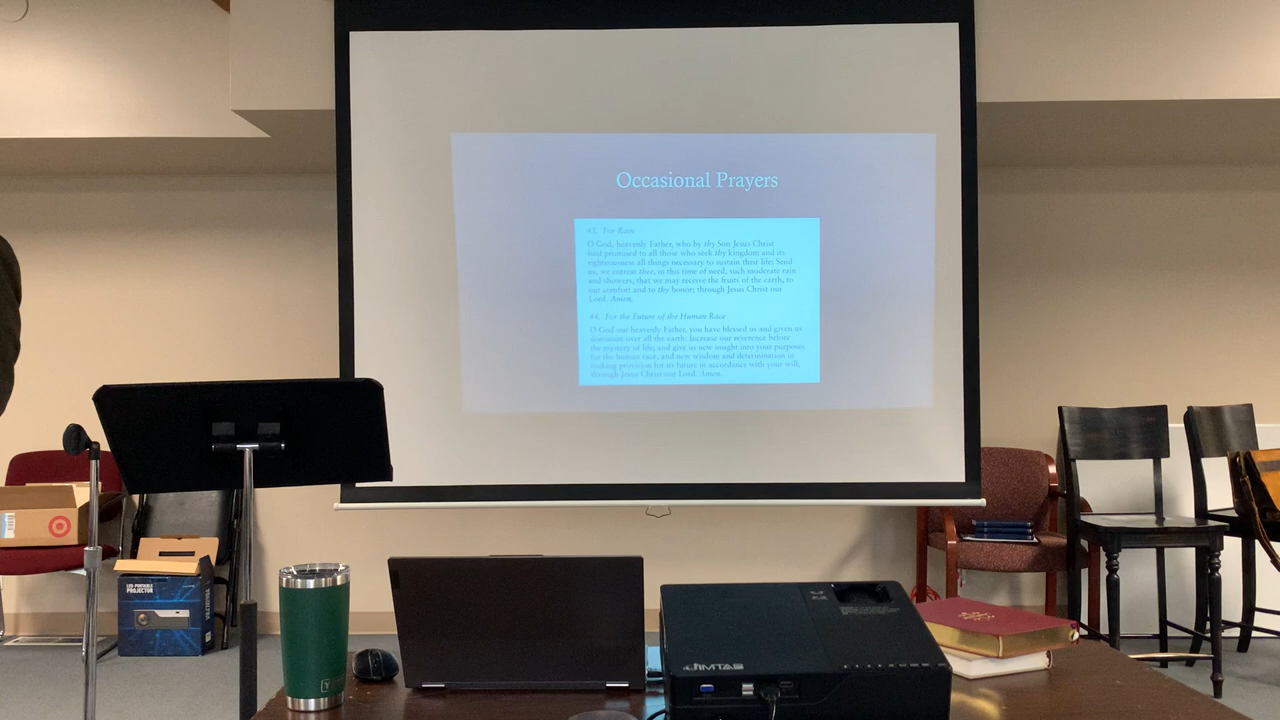 Occasional Prayers
43. For Rain
O God, heavenly Father, who by thy Son Jesus Christ
hast promised to all those who seek thy kingdom and its
righteousness all things necessary to sustain their life: Send
us, we entreat thee, in this time of need, such moderate rain
and showers, that we may receive the fruits of the earth, to
our comfort and to thy honor; through Jesus Christ our
Lord. Amen.
44. For the Future of the Human Race
O God our heavenly Father, you have blessed us and given us
dominion over all the earth: Increase our reverence before
the mystery of life; and give us new insight into your purposes
for the human race, and new wisdom and determination in
making provision for its future in accordance with your will;
through Jesus Christ our Lord. Amen.
LED PORTABLE
PROJECTOR
YETI
JIMTAB